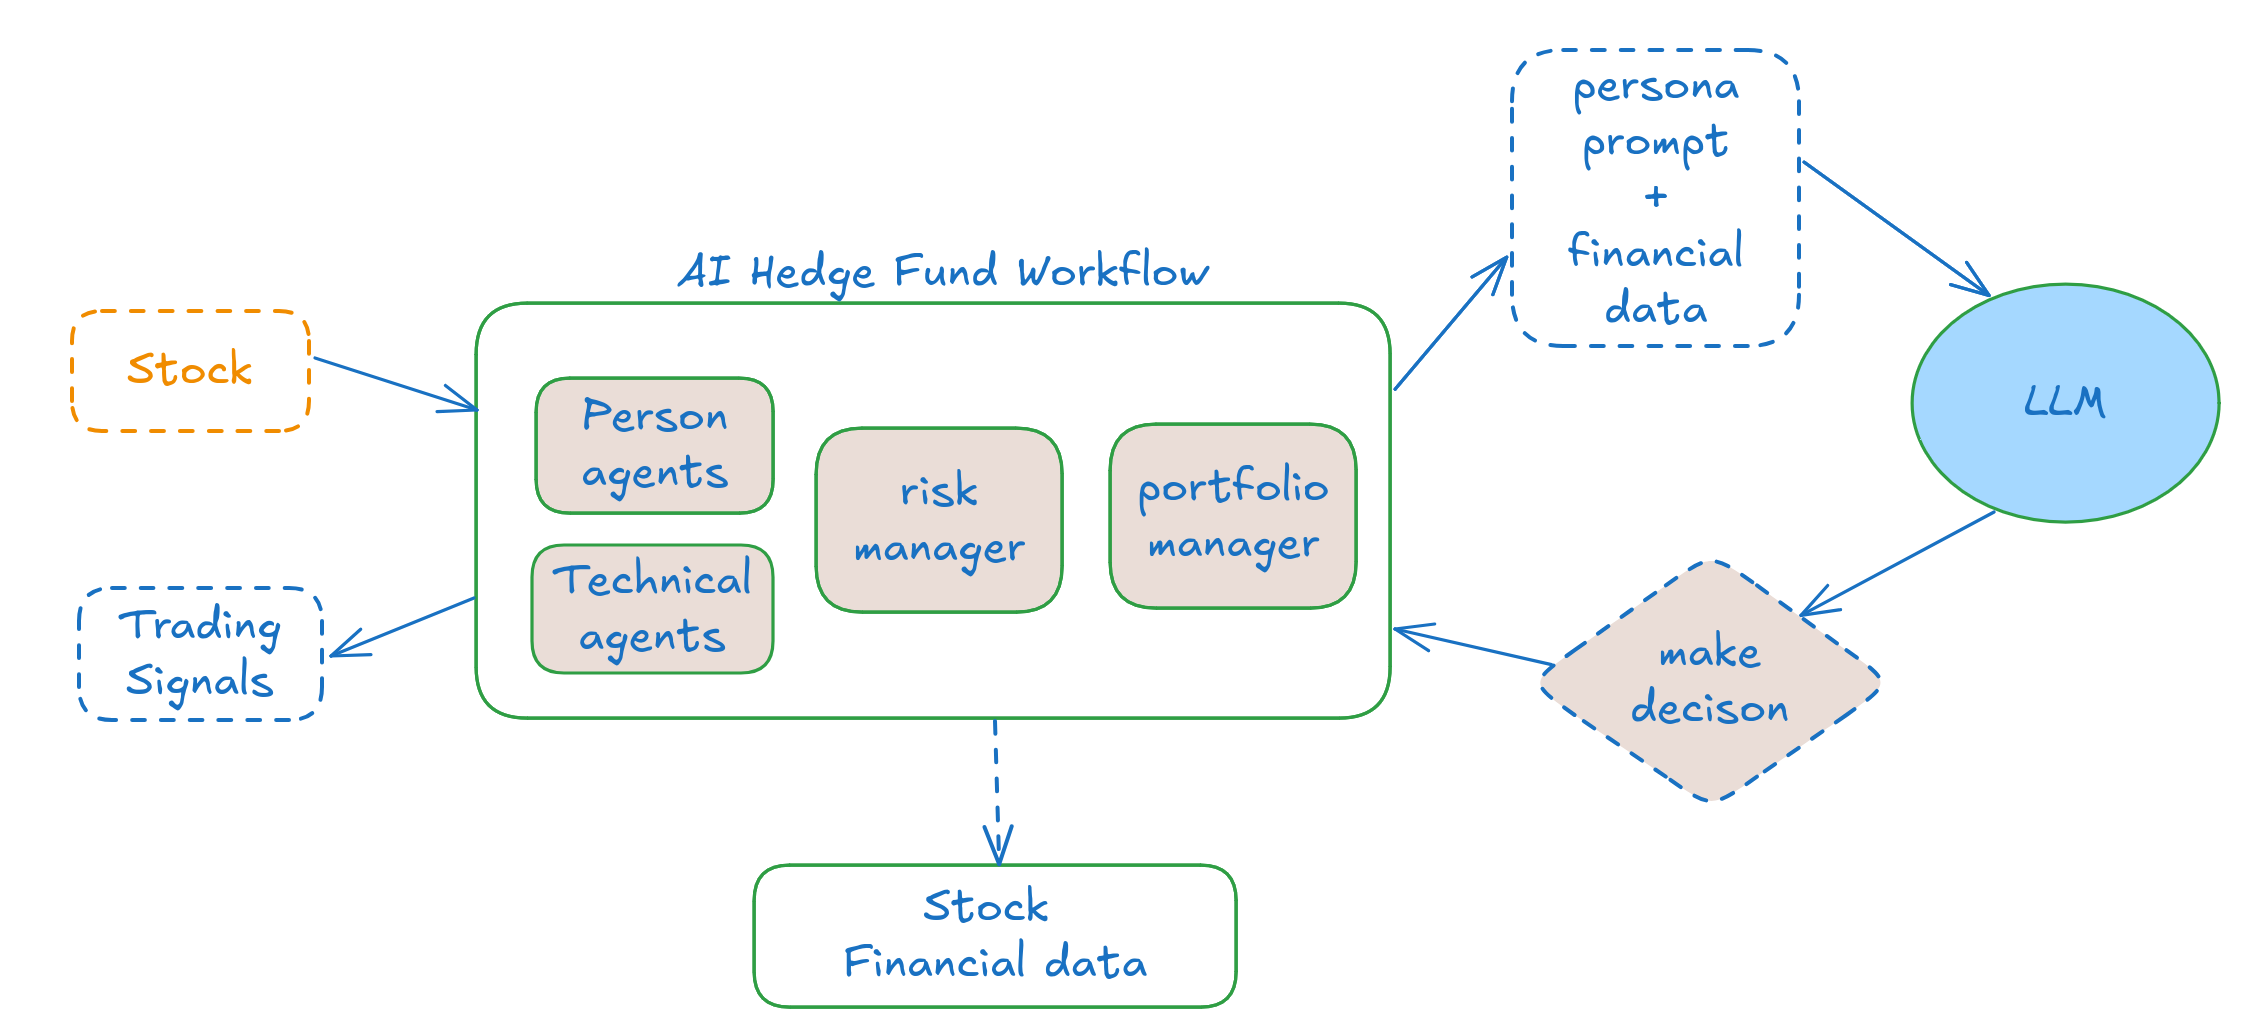 AI Hedge Fund Workflow
Stock
Person
agents
Technical
agents
risk
manager
portfolio
manager
persona
prompt
+
financial
data
LLM
make
decison
Trading
Signals
Stock
Financial data